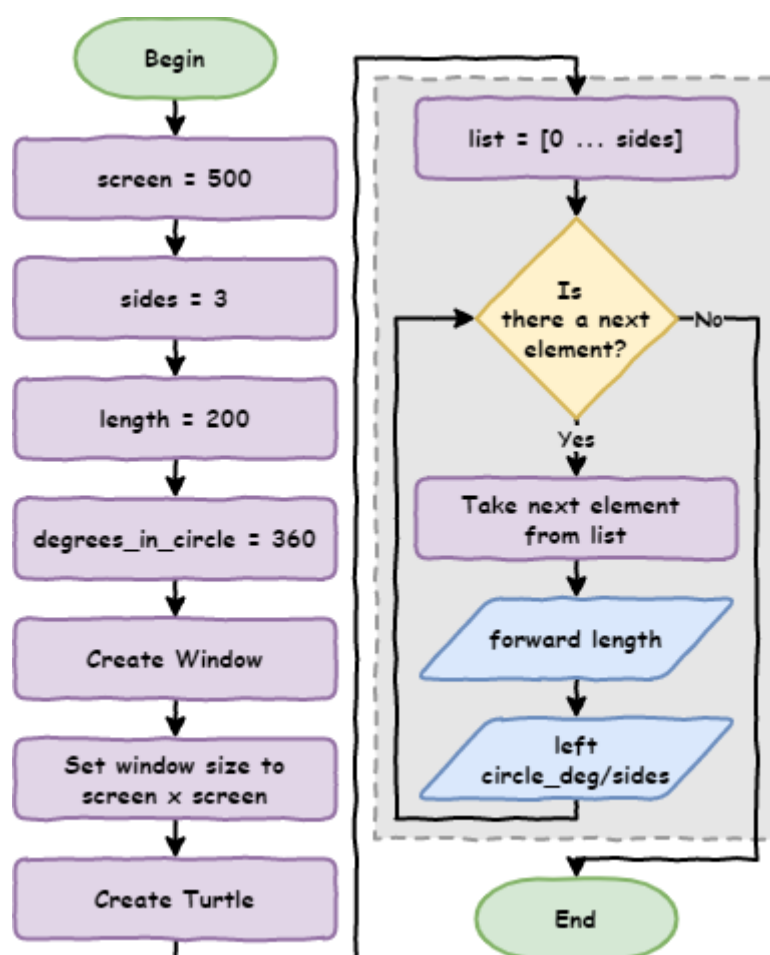 Begin
screen = 500
sides = 3
length = 200
degrees_in_circle = 360
Create Window
Set window size to
screen x screen
Create Turtle
list = [0 ... sides]
Is
there a next
element?
No
Yes
Take next element
from list
forward length
left
circle_deg/sides
End